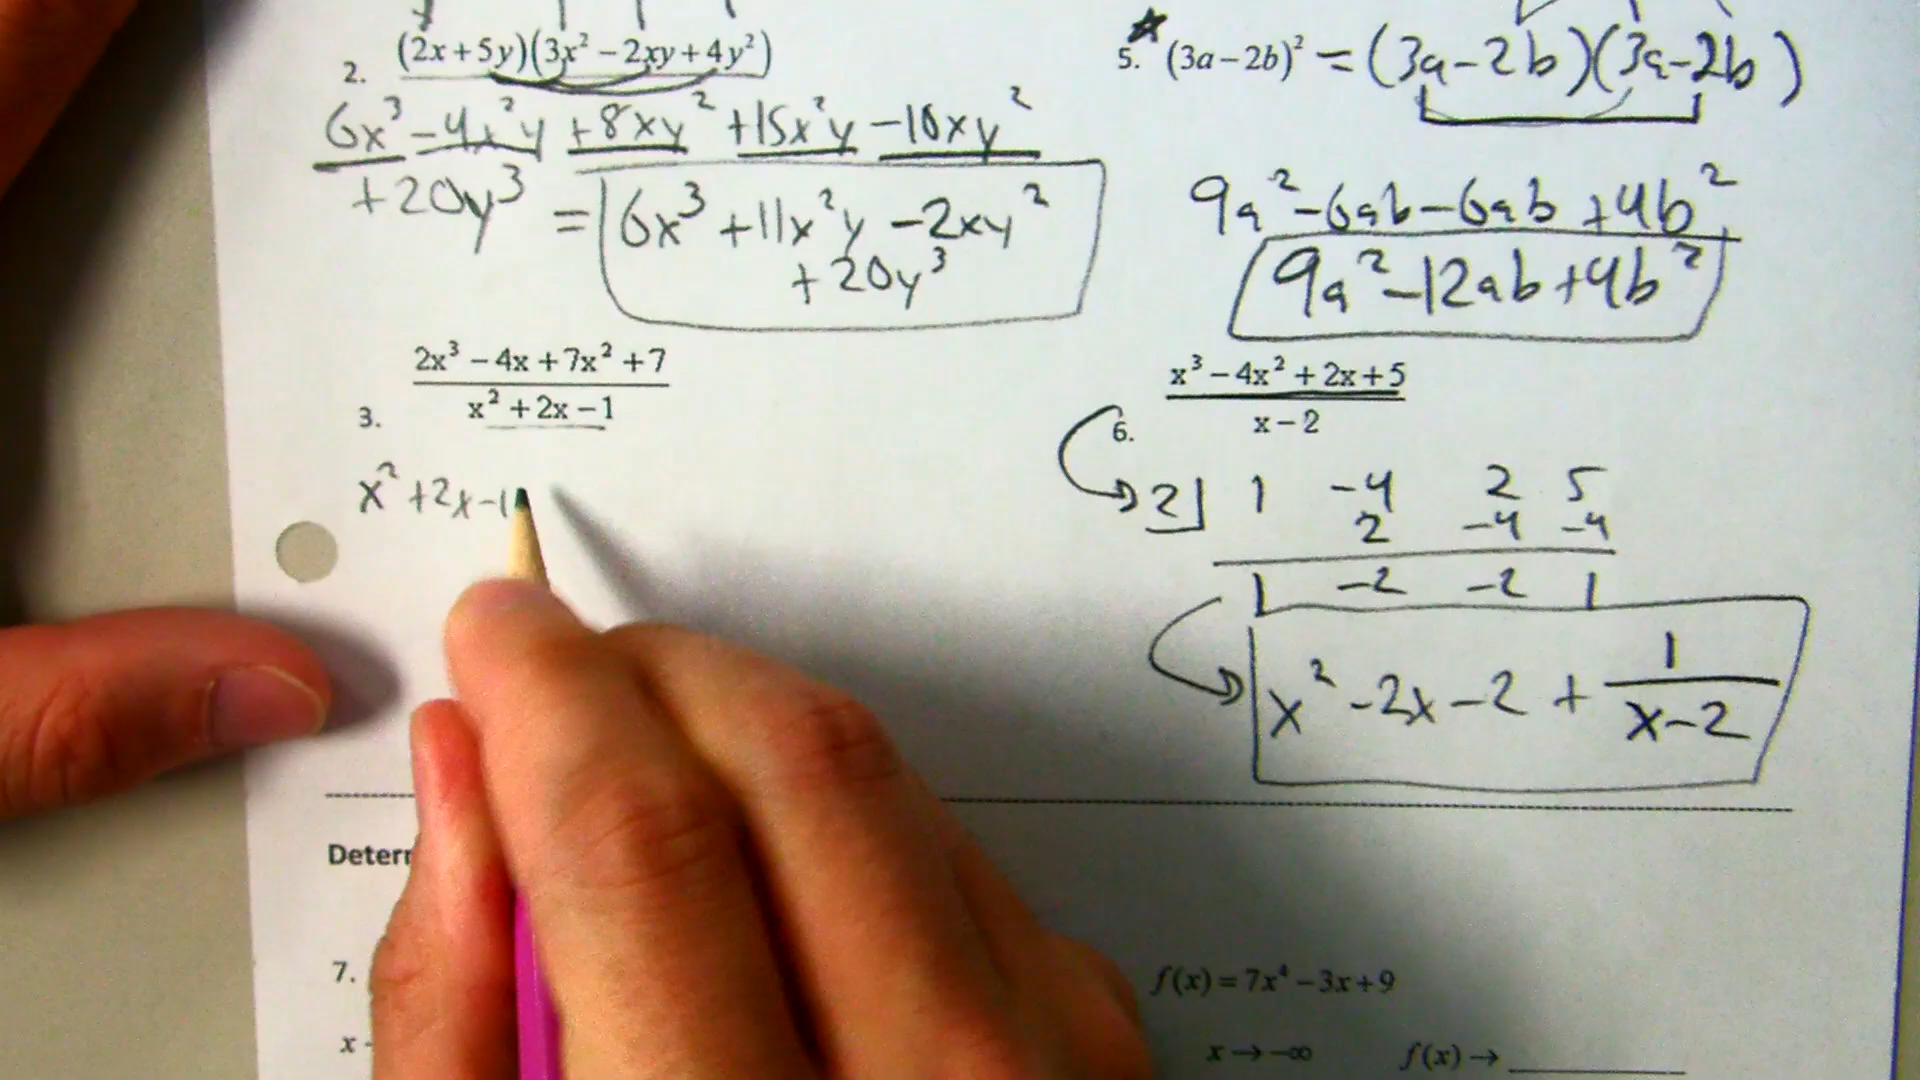 2. (2x+5y)(3x²−2xy+4y²)
6x³ −4x²y +8xy² +15x²y −10xy²
+20y³ = 6x³ +11x²y −2xy²
+20y³
3. (2x³ − 4x + 7x² + 7)/(x² + 2x − 1)
x² +2x −1
5. (3a−2b)² = (3a−2b)(3a−2b)
9a² −6ab −6ab +4b²
9a² −12ab +4b²
6. (x³ − 4x² + 2x + 5)/(x − 2)
2| 1 −4 2 5
2 −4 −4
1 −2 −2 1
x² −2x −2 + 1/(x−2)
7.
x
f(x) = 7x⁴ − 3x + 9
x → −∞ f(x) → ________